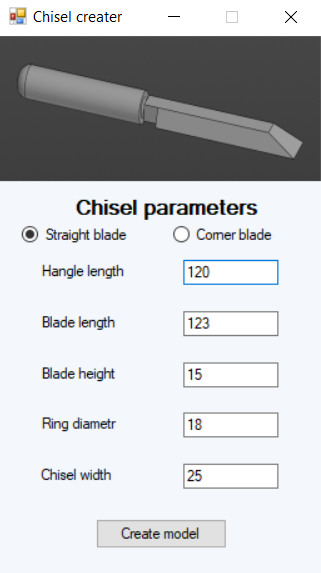 Chisel creater
Chisel parameters
Straight blade Corner blade
Hangle length 120
Blade length 123
Blade height 15
Ring diametr 18
Chisel width 25
Create model